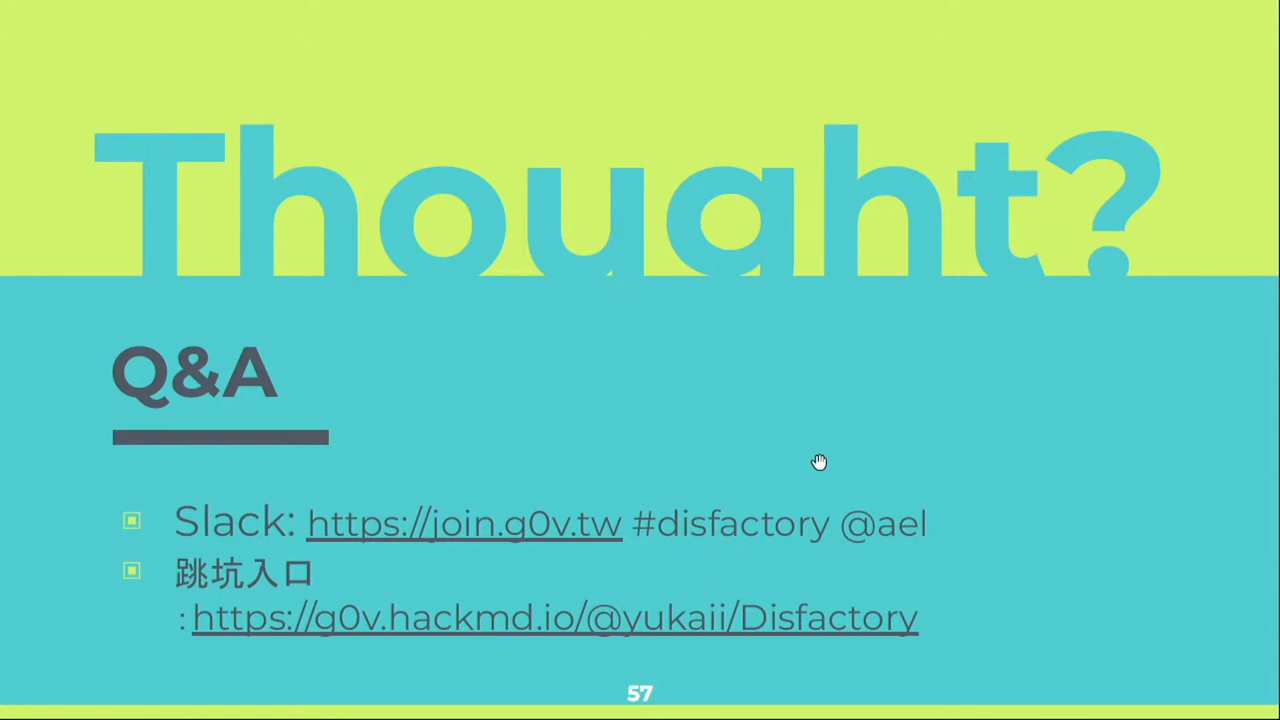 Thought?
Q&A
Slack: https://join.g0v.tw #disfactory @ael
跳坑入口
:https://g0v.hackmd.io/@yukaii/Disfactory
57